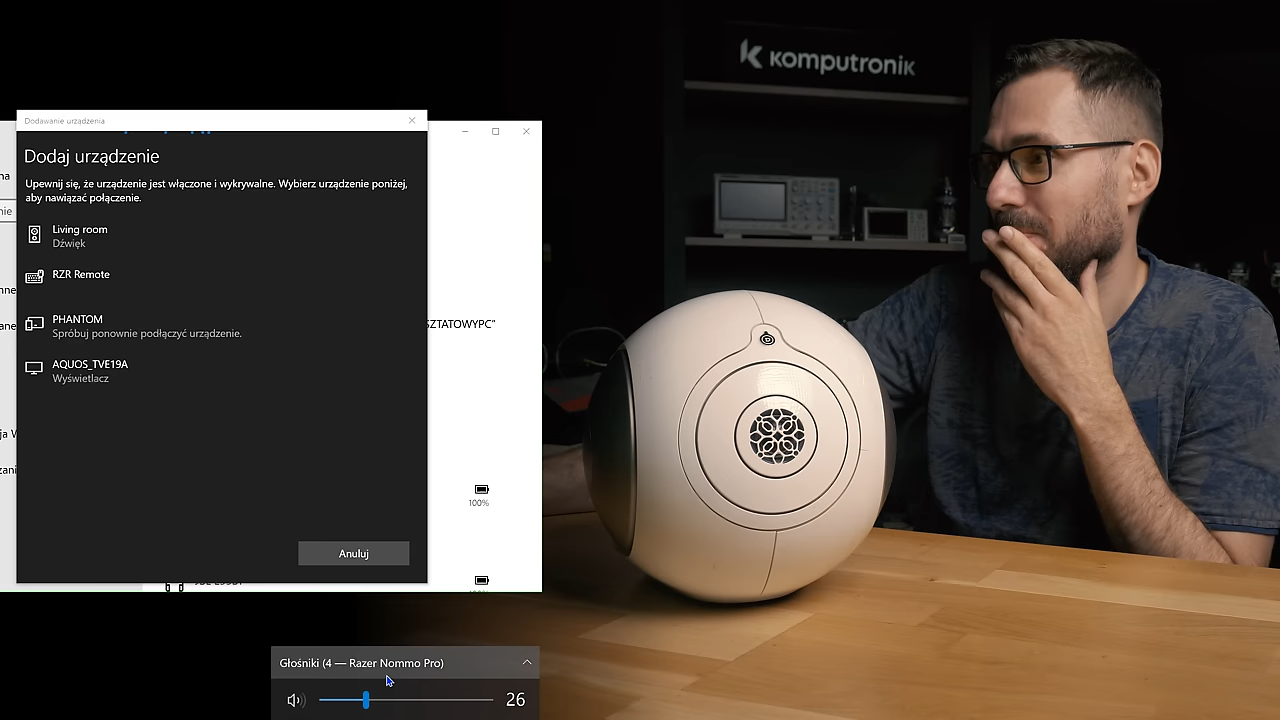 komputronik
Dodawanie urządzenia
Dodaj urządzenie
Upewnij się, że urządzenie jest włączone i wykrywalne. Wybierz urządzenie poniżej,
aby nawiązać połączenie.
Living room
Dźwięk
RZR Remote
PHANTOM
Spróbuj ponownie podłączyć urządzenie.
AQUOS_TVE19A
Wyświetlacz
SZTATOWYPC”
100%
Anuluj
Głośniki (4 — Razer Nommo Pro)
26